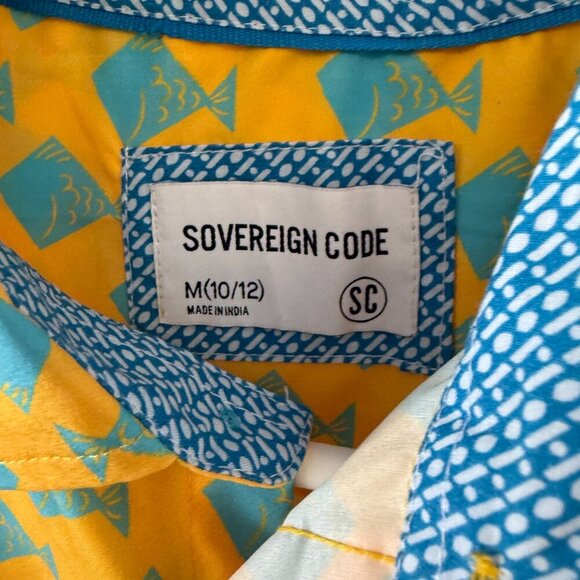 SOVEREIGN CODE
M(10/12)
MADE IN INDIA
SC